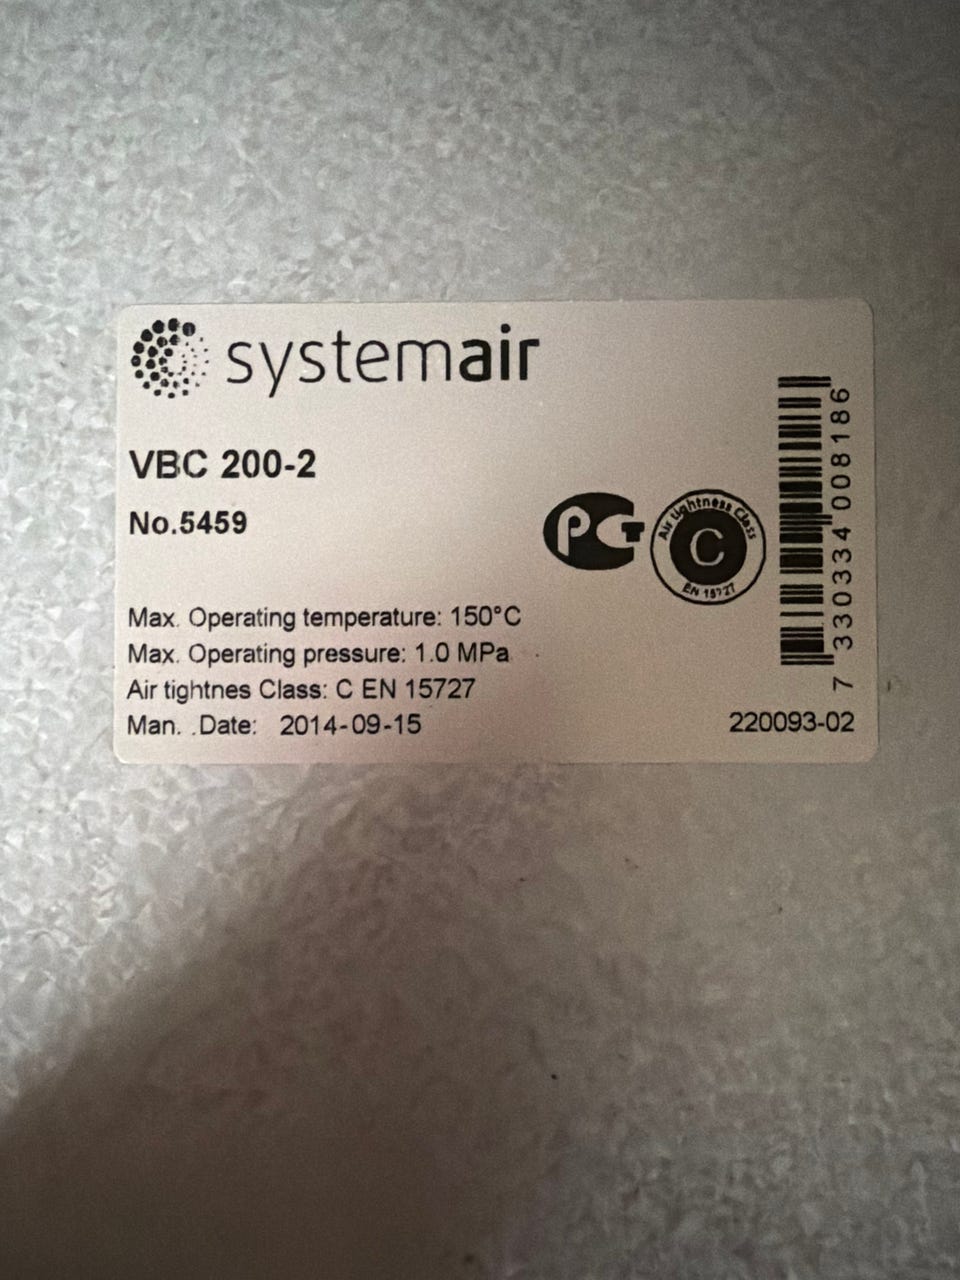 systemair
VBC 200-2
No.5459
PCT
Air tightness Class
C
EN 15727
Max. Operating temperature: 150°C
Max. Operating pressure: 1.0 MPa
Air tightnes Class: C EN 15727
Man. .Date: 2014-09-15
220093-02
7 330334 008186